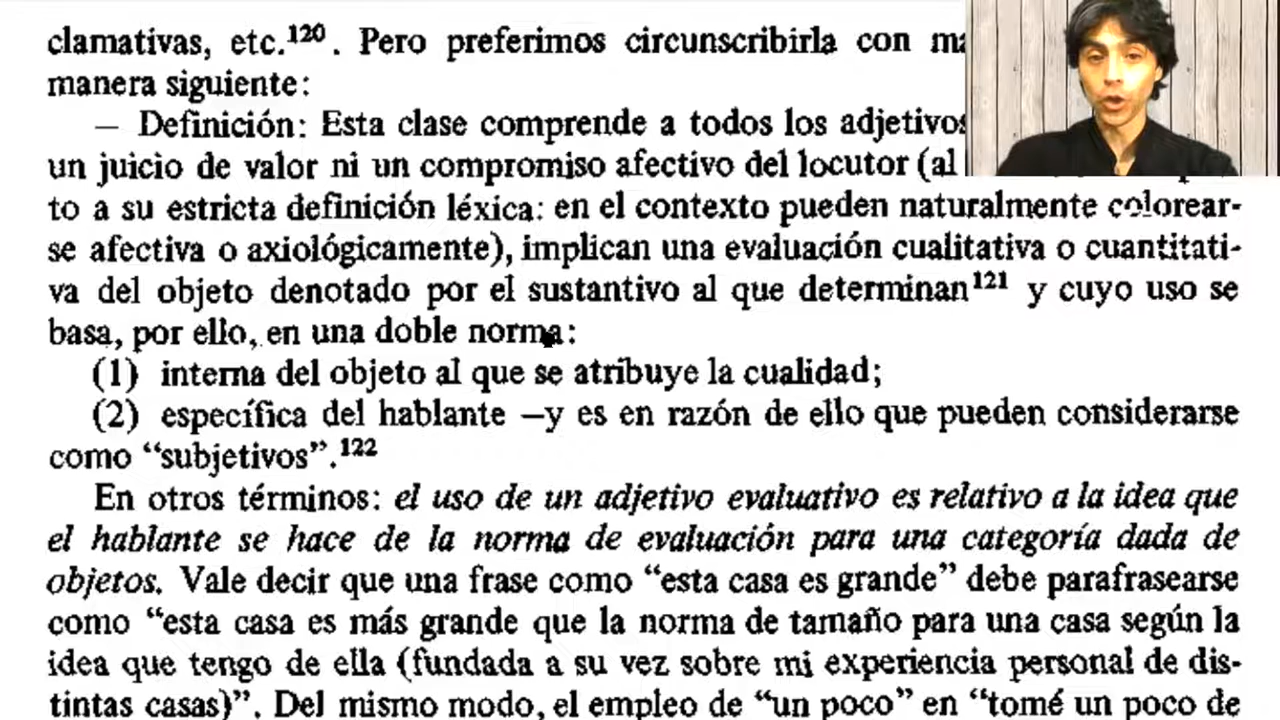 clamativas, etc.¹²⁰. Pero preferimos circunscribirla con
manera siguiente:
— Definición: Esta clase comprende a todos los adjetivos
un juicio de valor ni un compromiso afectivo del locutor (al
to a su estricta definición léxica: en el contexto pueden naturalmente colorear-
se afectiva o axiológicamente), implican una evaluación cualitativa o cuantitati-
va del objeto denotado por el sustantivo al que determinan¹²¹ y cuyo uso se
basa, por ello, en una doble norma:
(1) interna del objeto al que se atribuye la cualidad;
(2) específica del hablante —y es en razón de ello que pueden considerarse
como “subjetivos”.¹²²
En otros términos: el uso de un adjetivo evaluativo es relativo a la idea que
el hablante se hace de la norma de evaluación para una categoría dada de
objetos. Vale decir que una frase como “esta casa es grande” debe parafrasearse
como “esta casa es más grande que la norma de tamaño para una casa según la
idea que tengo de ella (fundada a su vez sobre mi experiencia personal de dis-
tintas casas)”. Del mismo modo, el empleo de “un poco” en “tomé un poco de